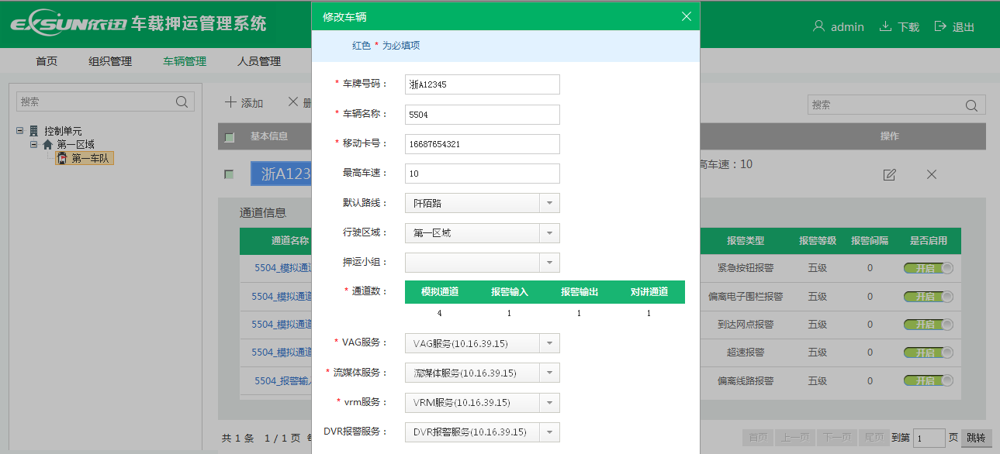 EXSUN依迅 车载押运管理系统
admin 下载 退出
首页 组织管理 车辆管理 人员管理
搜索
控制单元
第一区域
第一车队
添加
搜索
基本信息
操作
浙A123
高车速：10
通道信息
通道名称
报警类型 报警等级 报警间隔 是否启用
5504_模拟通道
紧急按钮报警 五级 0 开启
5504_模拟通道
偏离电子围栏报警 五级 0 开启
5504_模拟通道
到达网点报警 五级 0 开启
5504_模拟通道
超速报警 五级 0 开启
5504_报警输入
偏离线路报警 五级 0 开启
共 1 条 1 / 1 页
首页 上一页 下一页 尾页 到第 1 页 跳转
修改车辆
红色 * 为必填项
* 车牌号码： 浙A12345
* 车辆名称： 5504
* 移动卡号： 16687654321
最高车速： 10
默认路线： 阡陌路
行驶区域： 第一区域
押运小组：
* 通道数： 模拟通道 报警输入 报警输出 对讲通道
4 1 1 1
* VAG服务： VAG服务(10.16.39.15)
* 流媒体服务： 流媒体服务(10.16.39.15)
* vrm服务： VRM服务(10.16.39.15)
DVR报警服务： DVR报警服务(10.16.39.15)